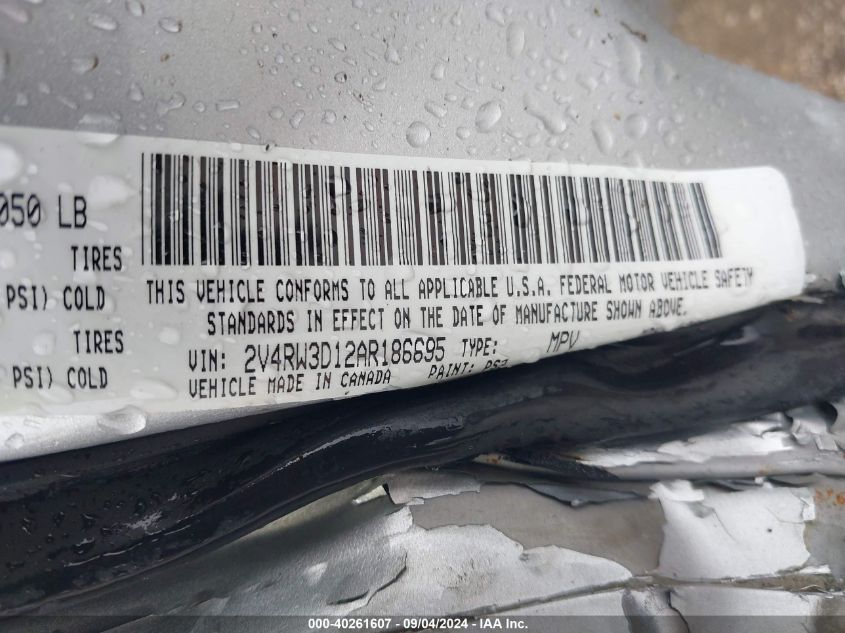 050 LB
TIRES
PSI) COLD
TIRES
PSI) COLD
THIS VEHICLE CONFORMS TO ALL APPLICABLE U.S.A. FEDERAL MOTOR VEHICLE SAFETY
STANDARDS IN EFFECT ON THE DATE OF MANUFACTURE SHOWN ABOVE.
VIN: 2V4RW3D12AR186695 TYPE: MPV
VEHICLE MADE IN CANADA PAINT:
000-40261607 - 09/04/2024 - IAA Inc.